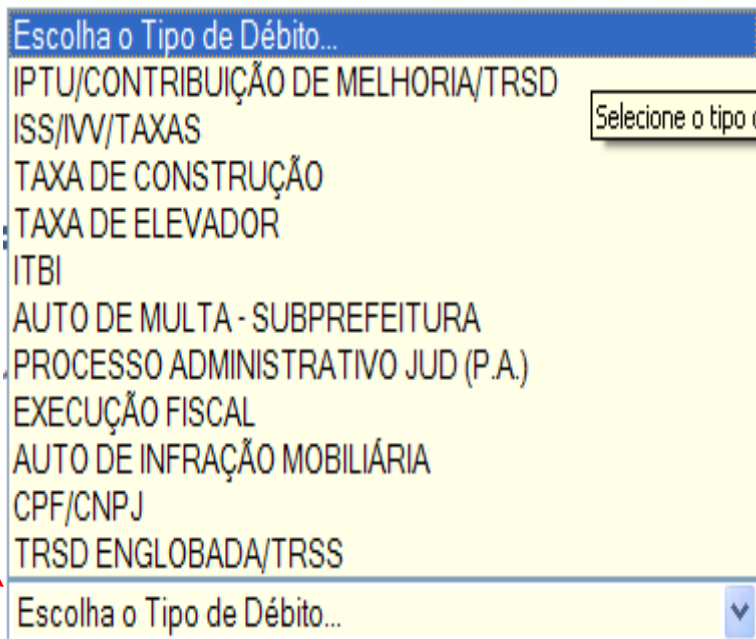 Escolha o Tipo de Débito...
IPTU/CONTRIBUIÇÃO DE MELHORIA/TRSD
Selecione o tipo
ISS/IVV/TAXAS
TAXA DE CONSTRUÇÃO
TAXA DE ELEVADOR
ITBI
AUTO DE MULTA - SUBPREFEITURA
PROCESSO ADMINISTRATIVO JUD (P.A.)
EXECUÇÃO FISCAL
AUTO DE INFRAÇÃO MOBILIÁRIA
CPF/CNPJ
TRSD ENGLOBADA/TRSS
Escolha o Tipo de Débito...